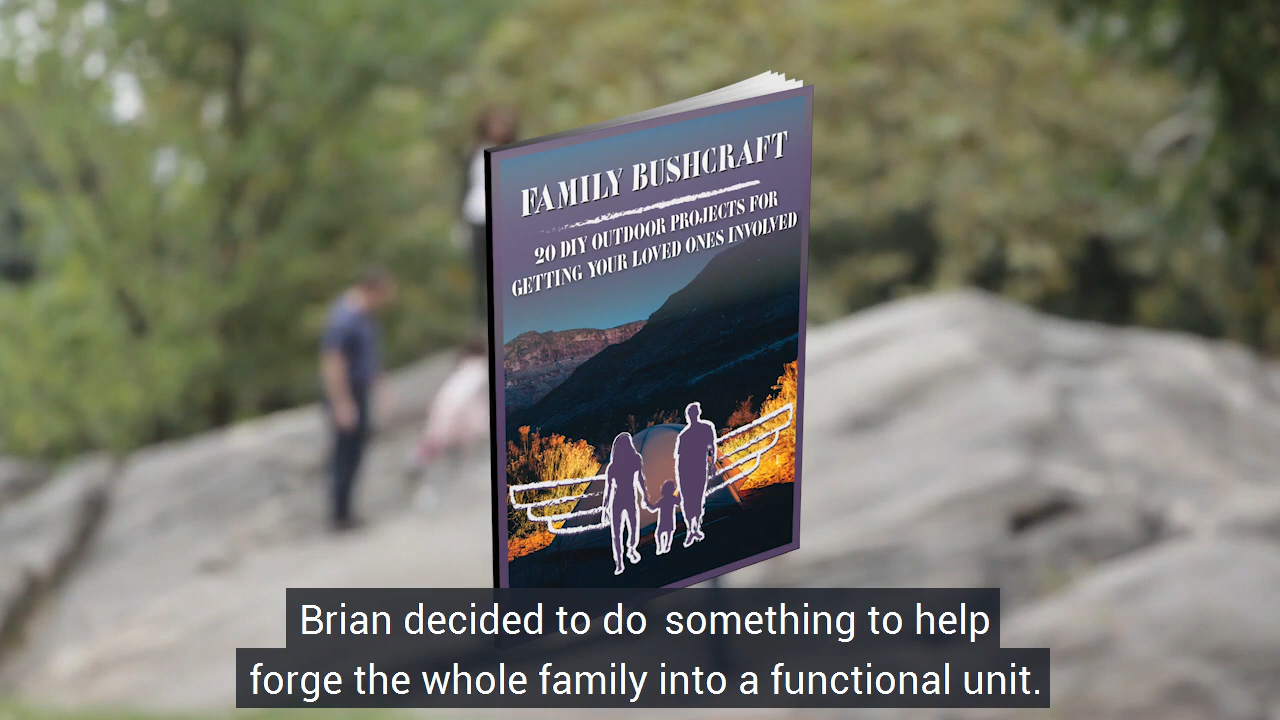 FAMILY BUSHCRAFT
20 DIY OUTDOOR PROJECTS FOR
GETTING YOUR LOVED ONES INVOLVED
Brian decided to do something to help
forge the whole family into a functional unit.